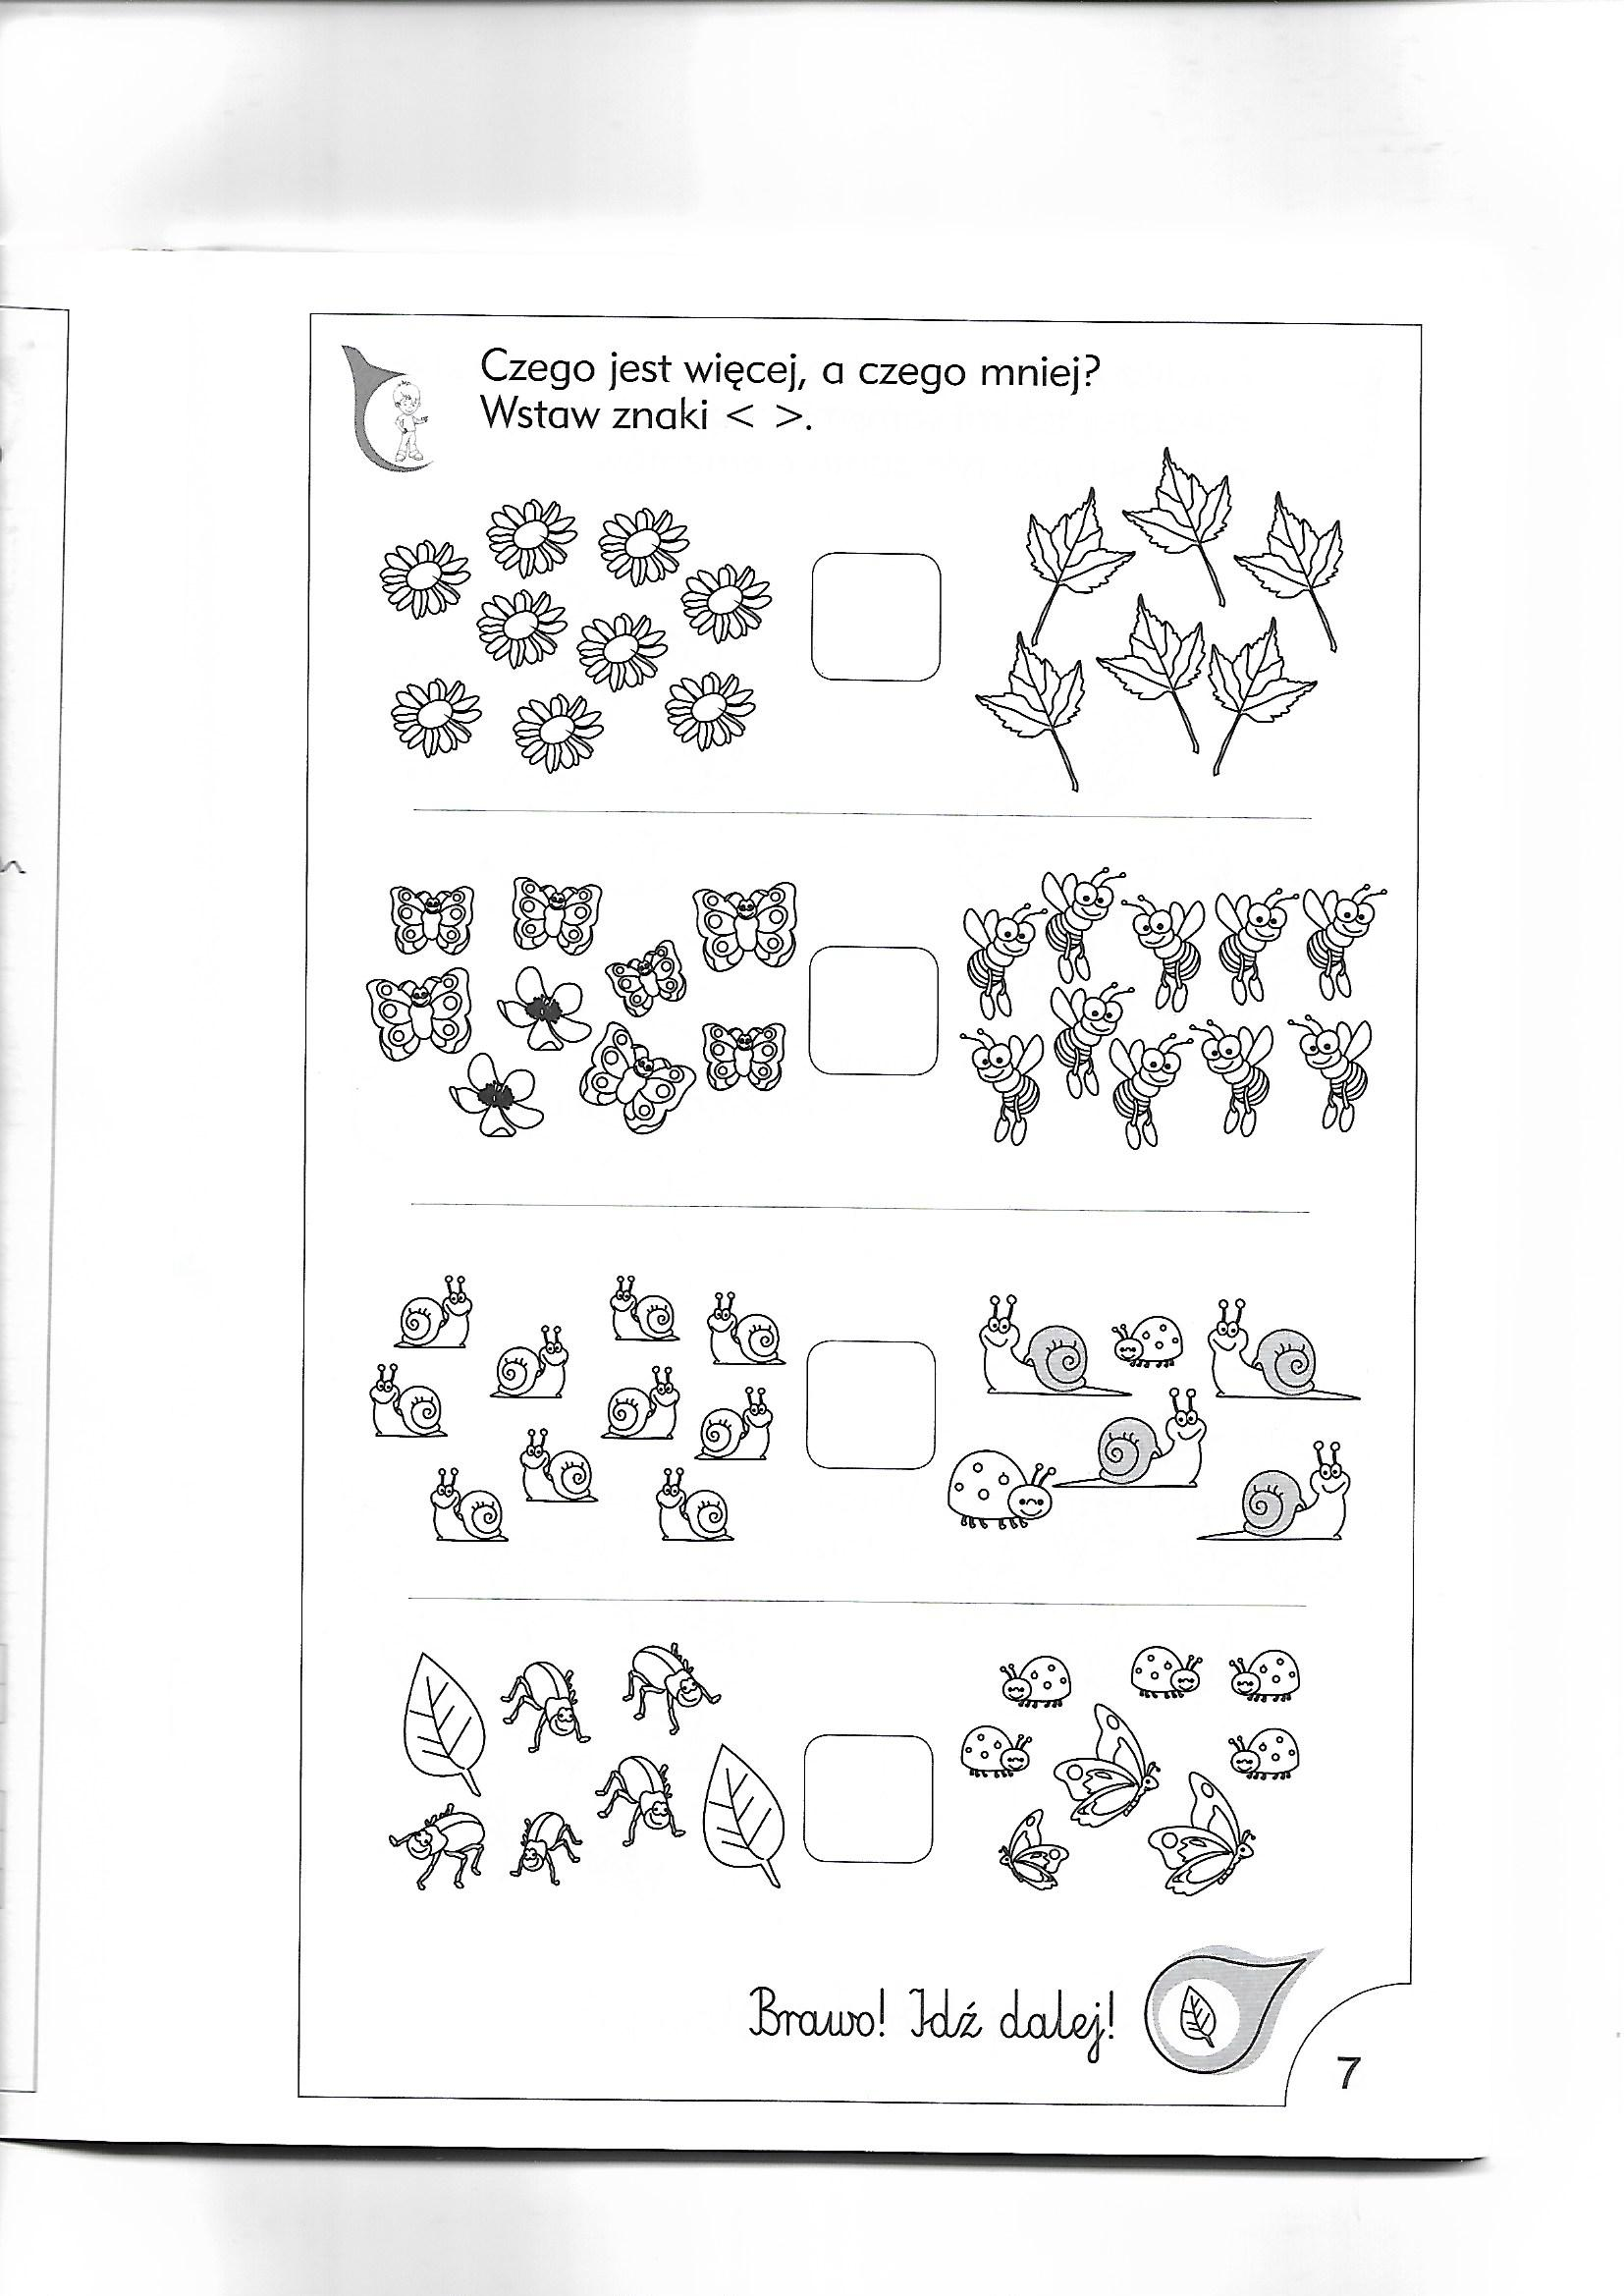 Czego jest więcej, a czego mniej?
Wstaw znaki < >.
Brawo! Idź dalej!
7